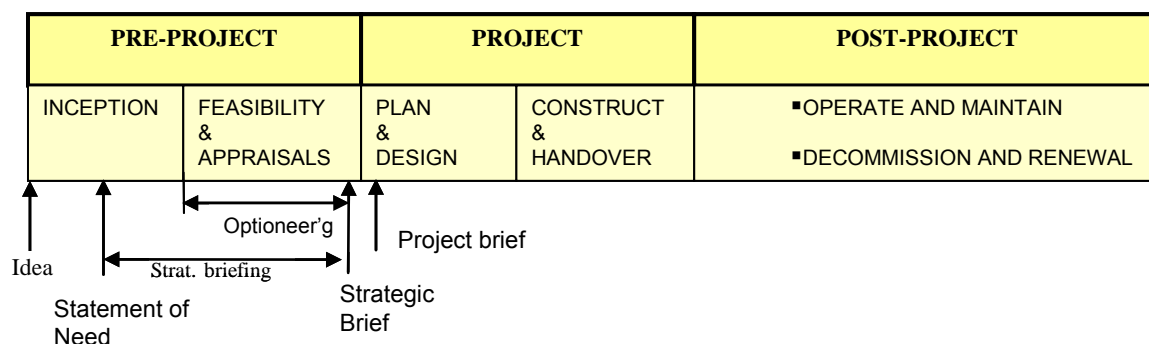 PRE-PROJECT
PROJECT
POST-PROJECT
INCEPTION
FEASIBILITY
&
APPRAISALS
PLAN
&
DESIGN
CONSTRUCT
&
HANDOVER
▪OPERATE AND MAINTAIN
▪DECOMMISSION AND RENEWAL
Optioneer’g
Project brief
Idea
Strat. briefing
Statement of
Need
Strategic
Brief